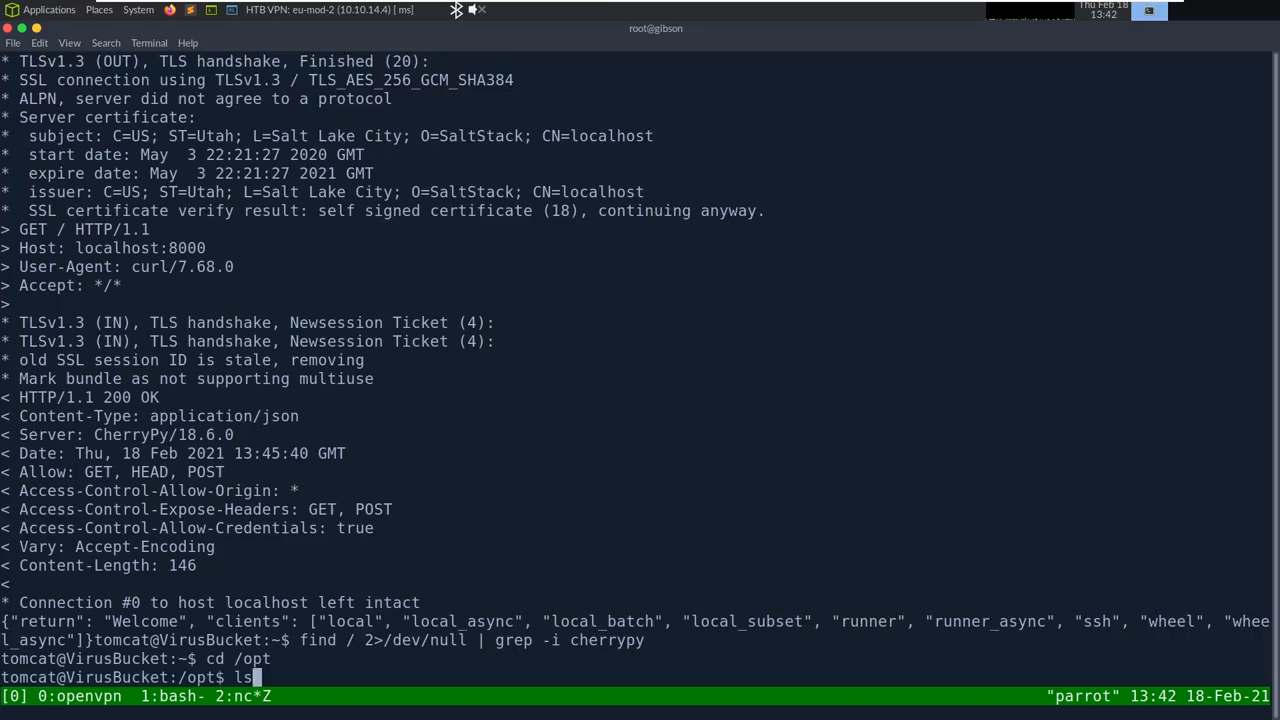 Applications Places System HTB VPN: eu-mod-2 (10.10.14.4) [ ms] Thu Feb 18
13:42
root@gibson
File Edit View Search Terminal Help
* TLSv1.3 (OUT), TLS handshake, Finished (20):
* SSL connection using TLSv1.3 / TLS_AES_256_GCM_SHA384
* ALPN, server did not agree to a protocol
* Server certificate:
*  subject: C=US; ST=Utah; L=Salt Lake City; O=SaltStack; CN=localhost
*  start date: May  3 22:21:27 2020 GMT
*  expire date: May  3 22:21:27 2021 GMT
*  issuer: C=US; ST=Utah; L=Salt Lake City; O=SaltStack; CN=localhost
*  SSL certificate verify result: self signed certificate (18), continuing anyway.
> GET / HTTP/1.1
> Host: localhost:8000
> User-Agent: curl/7.68.0
> Accept: */*
>
* TLSv1.3 (IN), TLS handshake, Newsession Ticket (4):
* TLSv1.3 (IN), TLS handshake, Newsession Ticket (4):
* old SSL session ID is stale, removing
* Mark bundle as not supporting multiuse
< HTTP/1.1 200 OK
< Content-Type: application/json
< Server: CherryPy/18.6.0
< Date: Thu, 18 Feb 2021 13:45:40 GMT
< Allow: GET, HEAD, POST
< Access-Control-Allow-Origin: *
< Access-Control-Expose-Headers: GET, POST
< Access-Control-Allow-Credentials: true
< Vary: Accept-Encoding
< Content-Length: 146
<
* Connection #0 to host localhost left intact
{"return": "Welcome", "clients": ["local", "local_async", "local_batch", "local_subset", "runner", "runner_async", "ssh", "wheel", "whee
l_async"]}tomcat@VirusBucket:~$ find / 2>/dev/null | grep -i cherrypy
tomcat@VirusBucket:~$ cd /opt
tomcat@VirusBucket:/opt$ ls
[0] 0:openvpn  1:bash- 2:nc*Z "parrot" 13:42 18-Feb-21